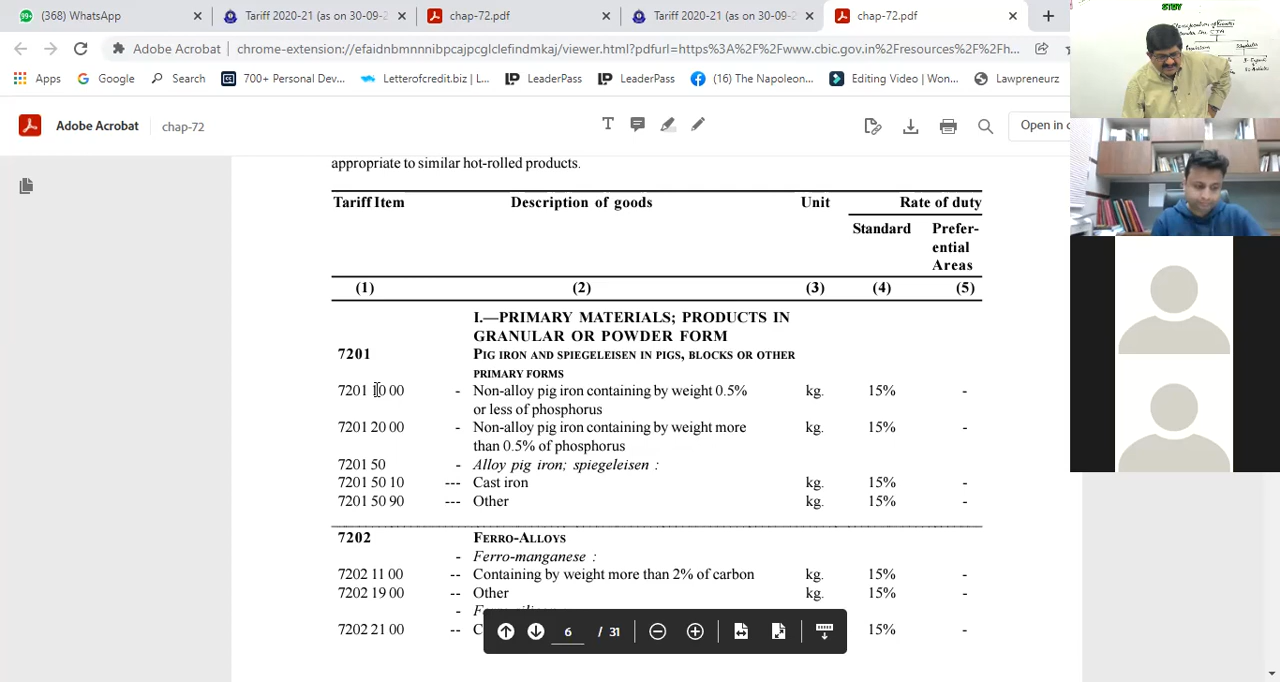 (368) WhatsApp
Tariff 2020-21 (as on 30-09-2
chap-72.pdf
Tariff 2020-21 (as on 30-09-2
chap-72.pdf
Adobe Acrobat | chrome-extension://efaidnbmnnnibpcajpcglclefindmkaj/viewer.html?pdfurl=https%3A%2F%2Fwww.cbic.gov.in%2Fresources%2F%2Fh...
Apps Google Search 700+ Personal Dev... Letterofcredit.bi L... LeaderPass LeaderPass (16) The Napoleon... Editing Video | Won... Lawpreneurz
Adobe Acrobat chap-72 Open in
appropriate to similar hot-rolled products.
Tariff Item Description of goods Unit Rate of duty
Standard Prefer-
ential
Areas
(1) (2) (3) (4) (5)
I.—PRIMARY MATERIALS; PRODUCTS IN
GRANULAR OR POWDER FORM
7201 PIG IRON AND SPIEGELEISEN IN PIGS, BLOCKS OR OTHER
PRIMARY FORMS
7201 10 00 - Non-alloy pig iron containing by weight 0.5% kg. 15% -
or less of phosphorus
7201 20 00 - Non-alloy pig iron containing by weight more kg. 15% -
than 0.5% of phosphorus
7201 50 - Alloy pig iron; spiegeleisen :
7201 50 10 --- Cast iron kg. 15% -
7201 50 90 --- Other kg. 15% -
7202 FERRO-ALLOYS
- Ferro-manganese :
7202 11 00 -- Containing by weight more than 2% of carbon kg. 15% -
7202 19 00 -- Other kg. 15% -
7202 21 00 -- 15% -
6 / 31